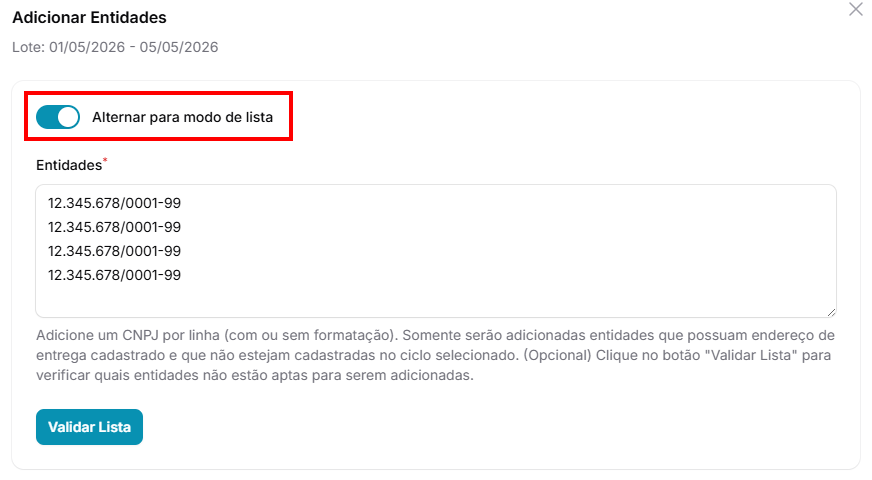 Adicionar Entidades
Lote: 01/05/2026 - 05/05/2026
Alternar para modo de lista
Entidades*
12.345.678/0001-99
12.345.678/0001-99
12.345.678/0001-99
12.345.678/0001-99
Adicione um CNPJ por linha (com ou sem formatação). Somente serão adicionadas entidades que possuam endereço de
entrega cadastrado e que não estejam cadastradas no ciclo selecionado. (Opcional) Clique no botão "Validar Lista" para
verificar quais entidades não estão aptas para serem adicionadas.
Validar Lista